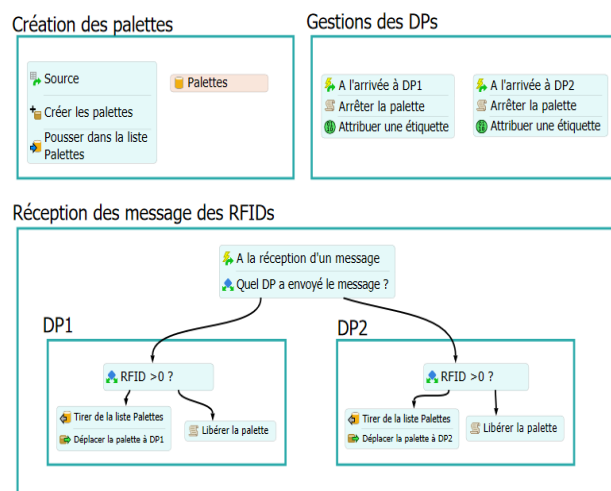 Création des palettes
Source
Créer les palettes
Pousser dans la liste
Palettes
Palettes
Gestions des DPs
A l'arrivée à DP1
Arrêter la palette
Attribuer une étiquette
A l'arrivée à DP2
Arrêter la palette
Attribuer une étiquette
Réception des message des RFIDs
A la réception d'un message
Quel DP a envoyé le message ?
DP1
RFID >0 ?
Tirer de la liste Palettes
Déplacer la palette à DP1
Libérer la palette
DP2
RFID >0 ?
Tirer de la liste Palettes
Déplacer la palette à DP2
Libérer la palette